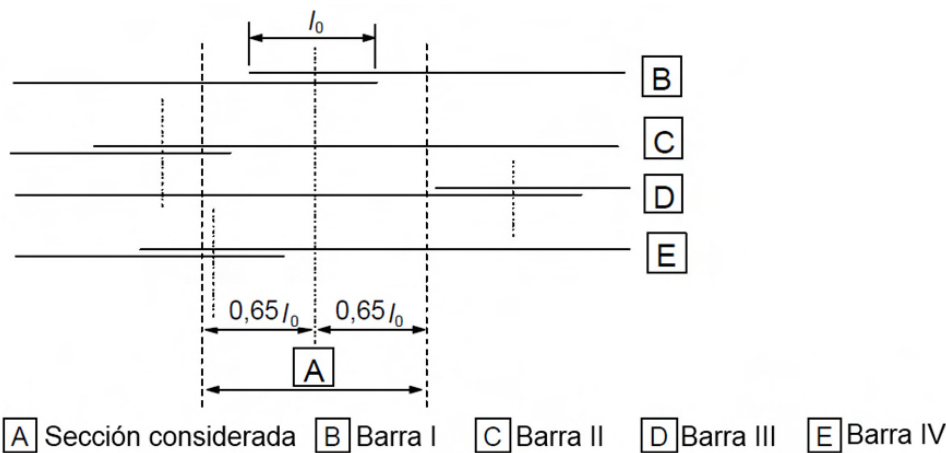 l0
B
C
D
E
0,65 l0 0,65 l0
A
A Sección considerada B Barra I C Barra II D Barra III E Barra IV